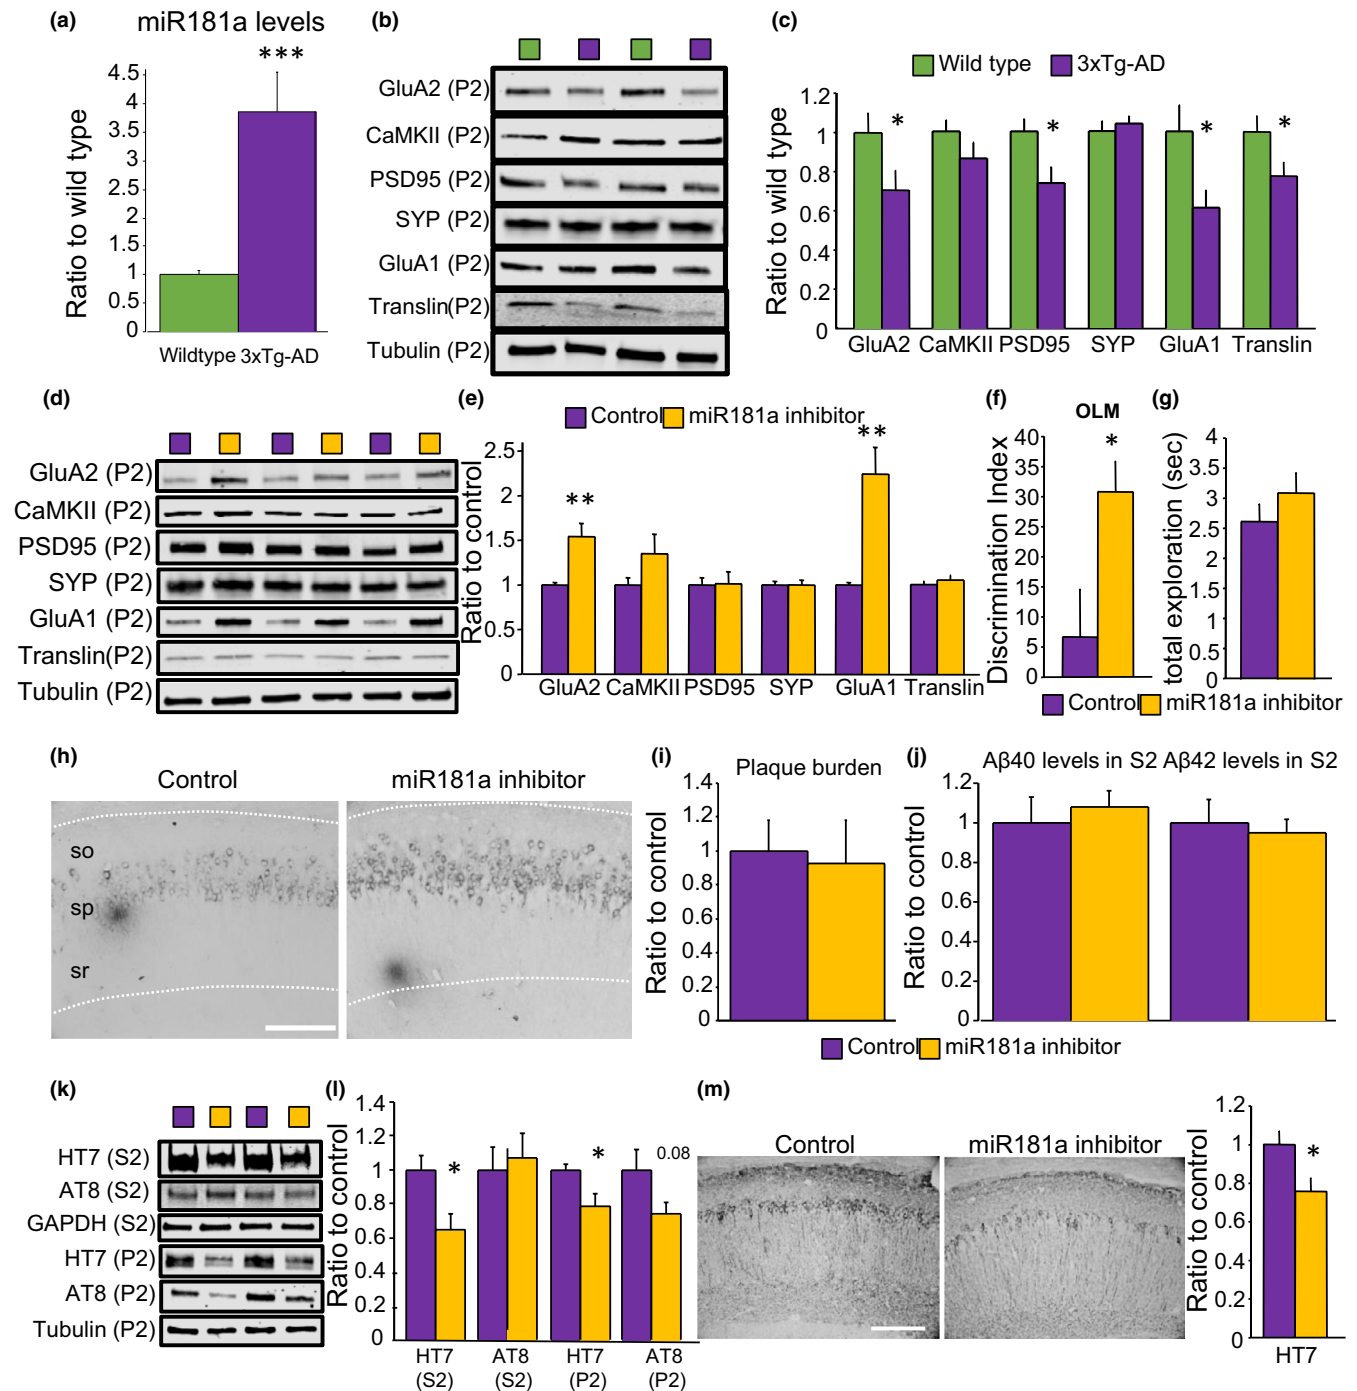 (a)
miR181a levels
***
Ratio to wild type
4.5
4
3.5
3
2.5
2
1.5
1
0.5
0
Wildtype 3xTg-AD
(b)
GluA2 (P2)
CaMKII (P2)
PSD95 (P2)
SYP (P2)
GluA1 (P2)
Translin(P2)
Tubulin (P2)
(c)
Wild type 3xTg-AD
Ratio to wild type
1.2
1
0.8
0.6
0.4
0.2
0
* * * *
GluA2 CaMKII PSD95 SYP GluA1 Translin
(d)
GluA2 (P2)
CaMKII (P2)
PSD95 (P2)
SYP (P2)
GluA1 (P2)
Translin(P2)
Tubulin (P2)
(e)
Control miR181a inhibitor
Ratio to control
2.5
2
1.5
1
0.5
0
** **
GluA2 CaMKII PSD95 SYP GluA1 Translin
(f)
OLM
Discrimination Index
40
35
30
25
20
15
10
5
0
*
(g)
total exploration (sec)
4
3.5
3
2.5
2
1.5
1
0.5
0
Control miR181a inhibitor
(h)
Control miR181a inhibitor
so
sp
sr
(i)
Plaque burden
Ratio to control
1.4
1.2
1
0.8
0.6
0.4
0.2
0
(j)
Aβ40 levels in S2 Aβ42 levels in S2
Ratio to control
1.2
1
0.8
0.6
0.4
0.2
0
Control miR181a inhibitor
(k)
HT7 (S2)
AT8 (S2)
GAPDH (S2)
HT7 (P2)
AT8 (P2)
Tubulin (P2)
(l)
Ratio to control
1.4
1.2
1
0.8
0.6
0.4
0.2
0
* * 0.08
HT7 AT8 HT7 AT8
(S2) (S2) (P2) (P2)
(m)
Control miR181a inhibitor
Ratio to control
1.2
1
0.8
0.6
0.4
0.2
0
*
HT7